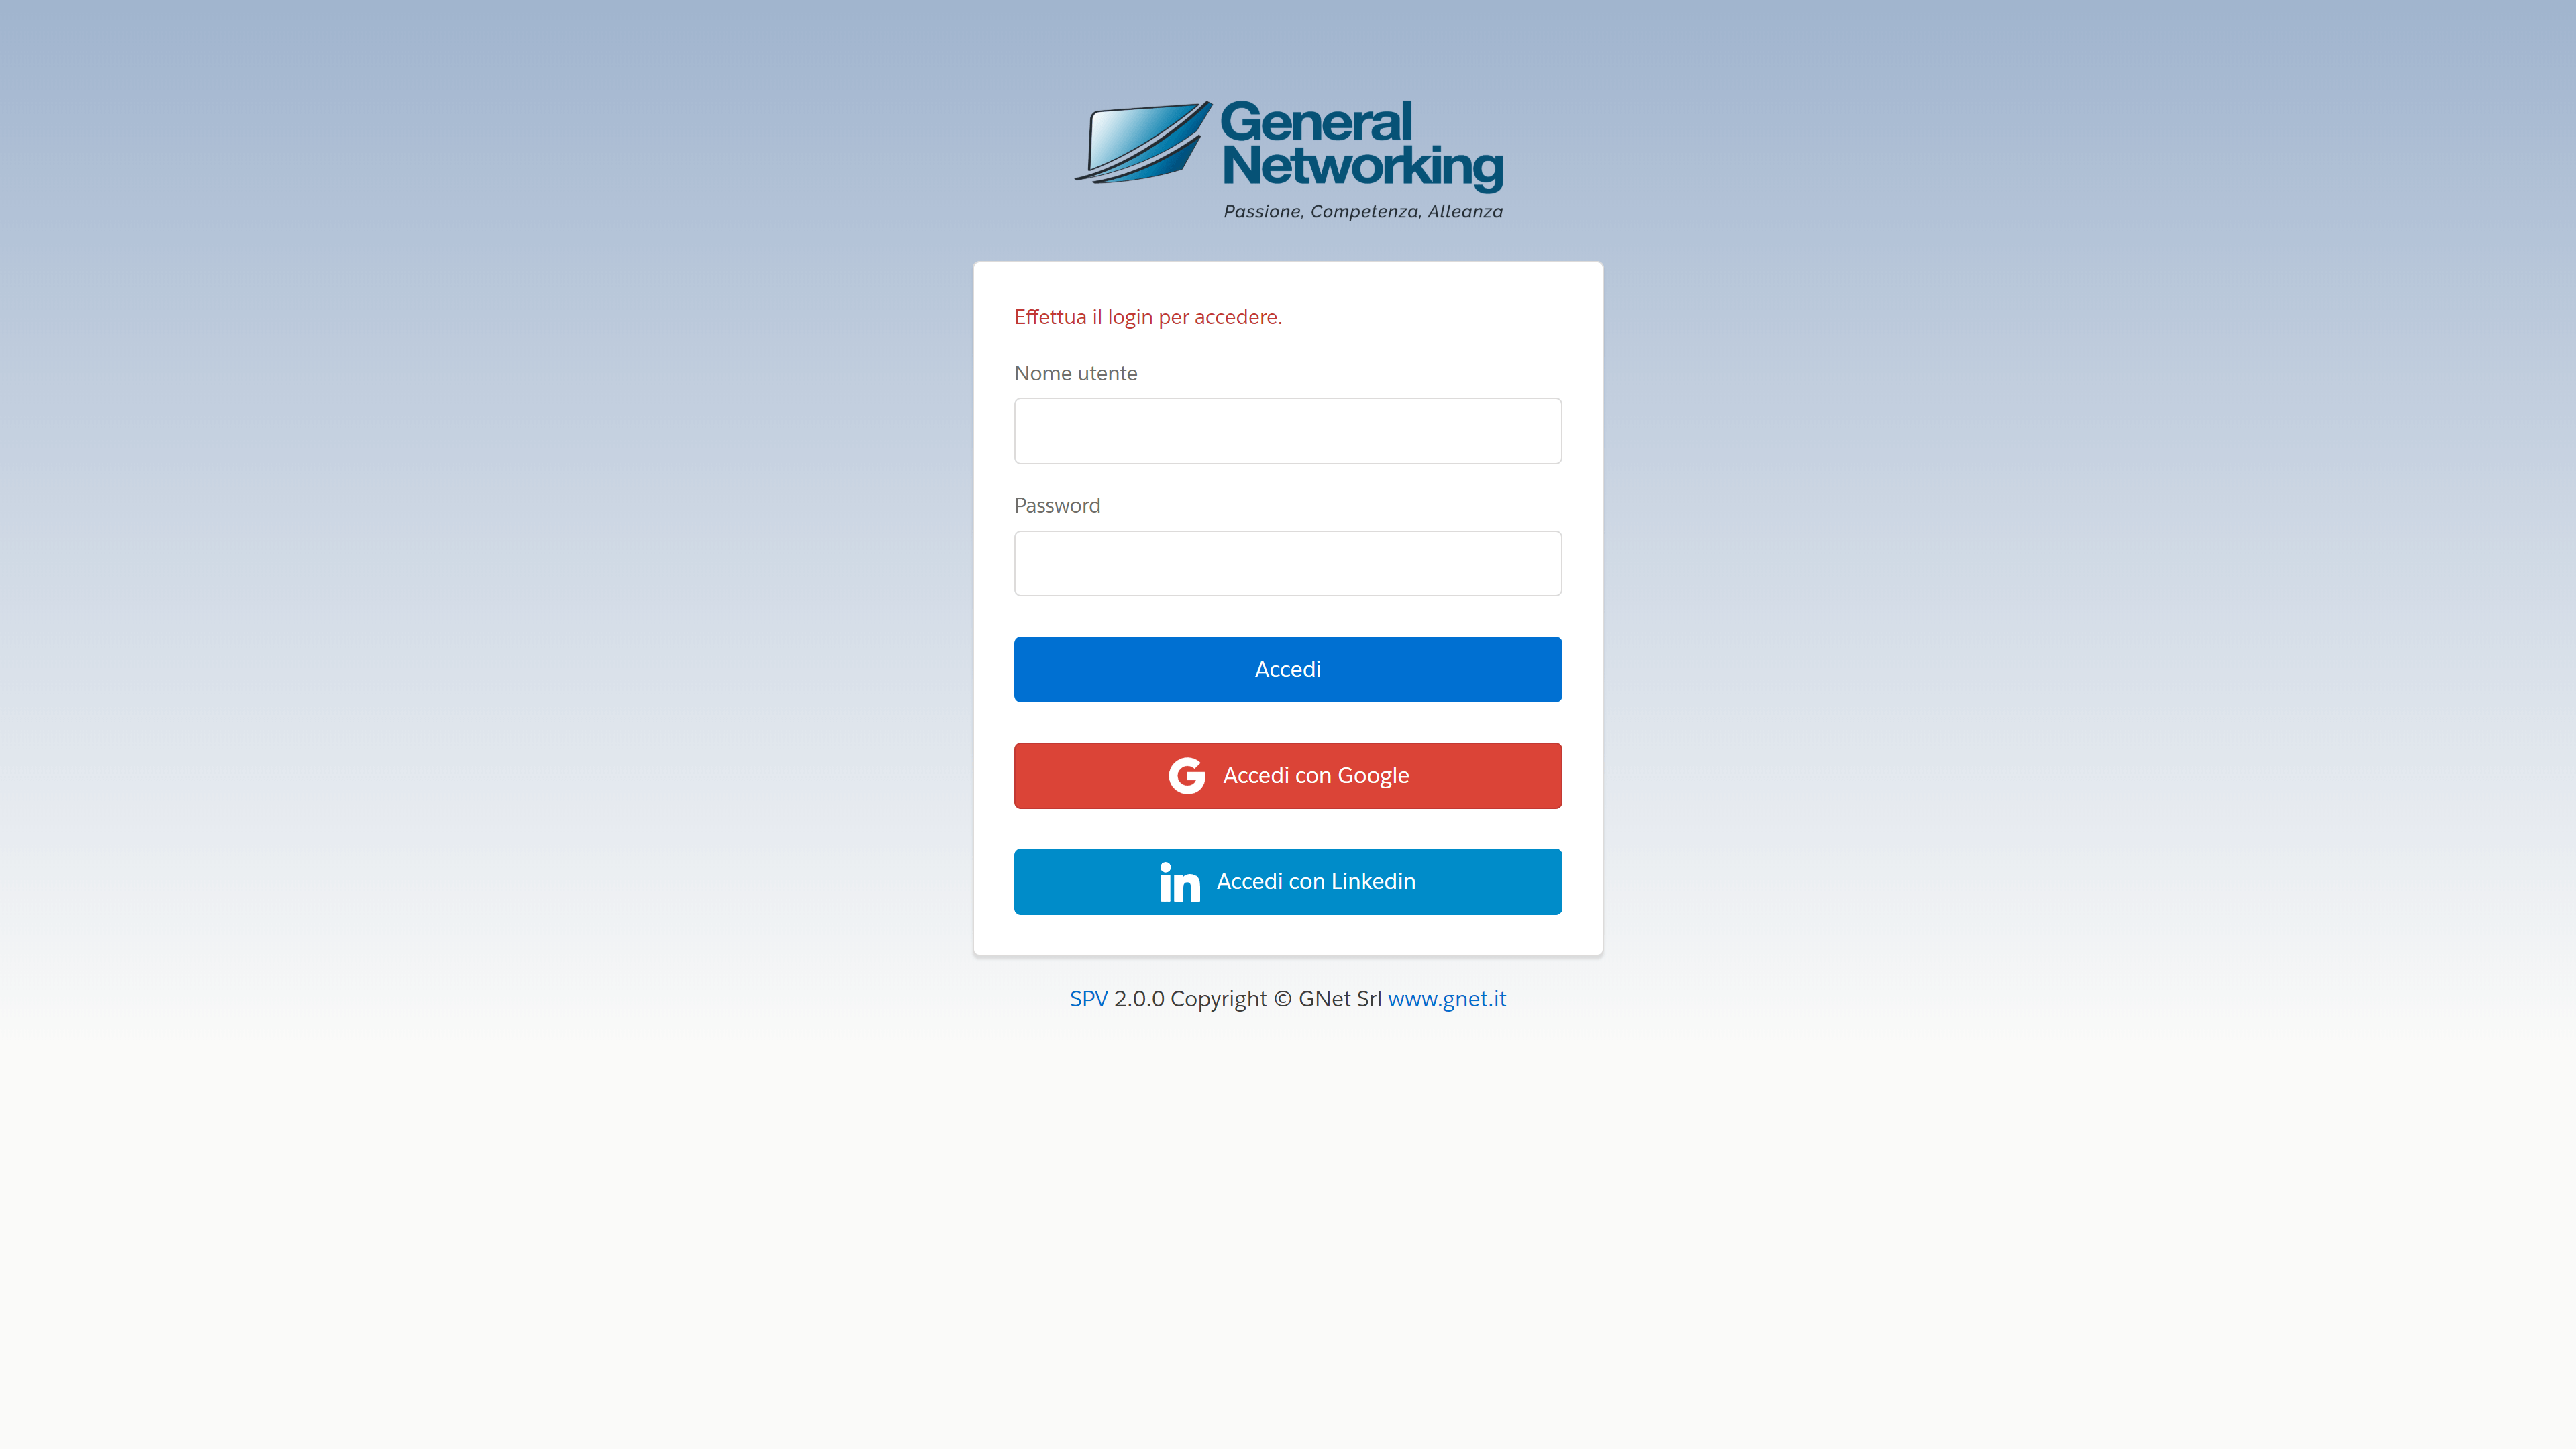 General
Networking
Passione, Competenza, Alleanza
Effettua il login per accedere.
Nome utente
Password
Accedi
Accedi con Google
Accedi con Linkedin
SPV 2.0.0 Copyright © GNet Srl www.gnet.it